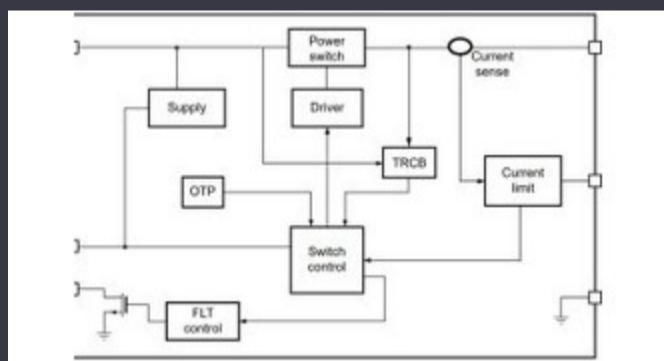 Power
switch
Current
sense
Supply
Driver
TRCB
Current
limit
OTP
Switch
control
FLT
control